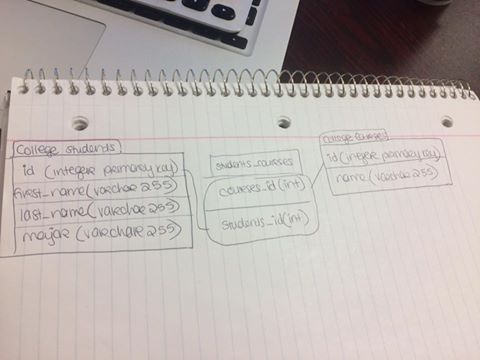 College students
id (integer primary key)
first_name (varchar 255)
last_name (varchar 255)
major (varchar 255)
students_courses
courses_id (int)
students_id (int)
College Courses
id (integer primary key)
name (varchar 255)